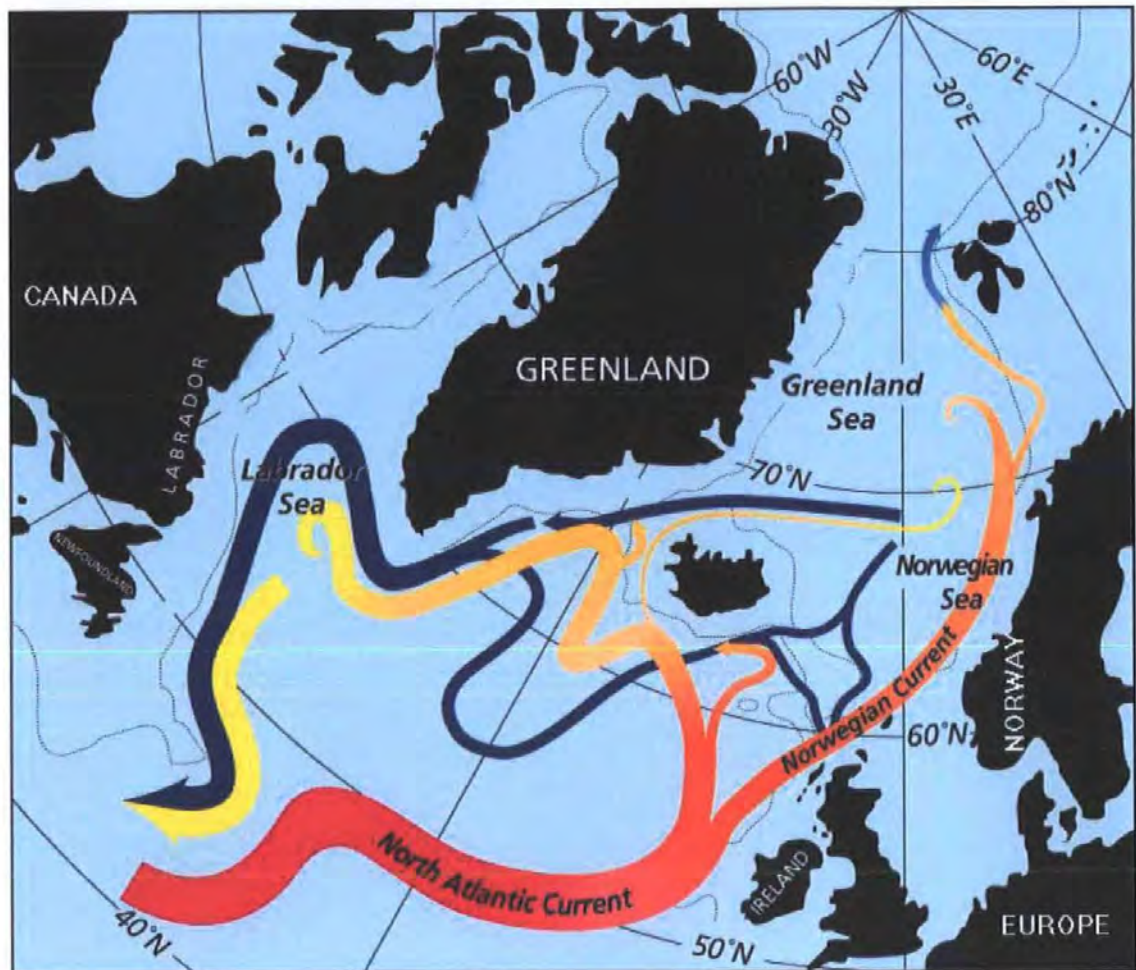 60°W
30°W
30°E
60°E
80°N
CANADA
GREENLAND
Greenland
Sea
LABRADOR
Labrador
Sea
70°N
NEWFOUNDLAND
Norwegian
Sea
NORWAY
Norwegian Current
60°N
North Atlantic Current
IRELAND
40°N
50°N
EUROPE